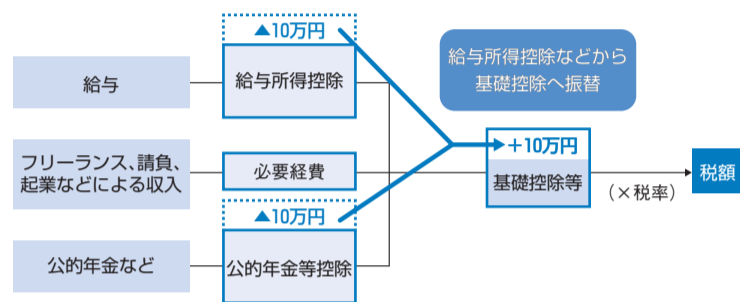 ▲10万円
給与所得控除などから
基礎控除へ振替
給与
給与所得控除
フリーランス、請負、
起業などによる収入
必要経費
+10万円
基礎控除等
(×税率)
税額
▲10万円
公的年金など
公的年金等控除